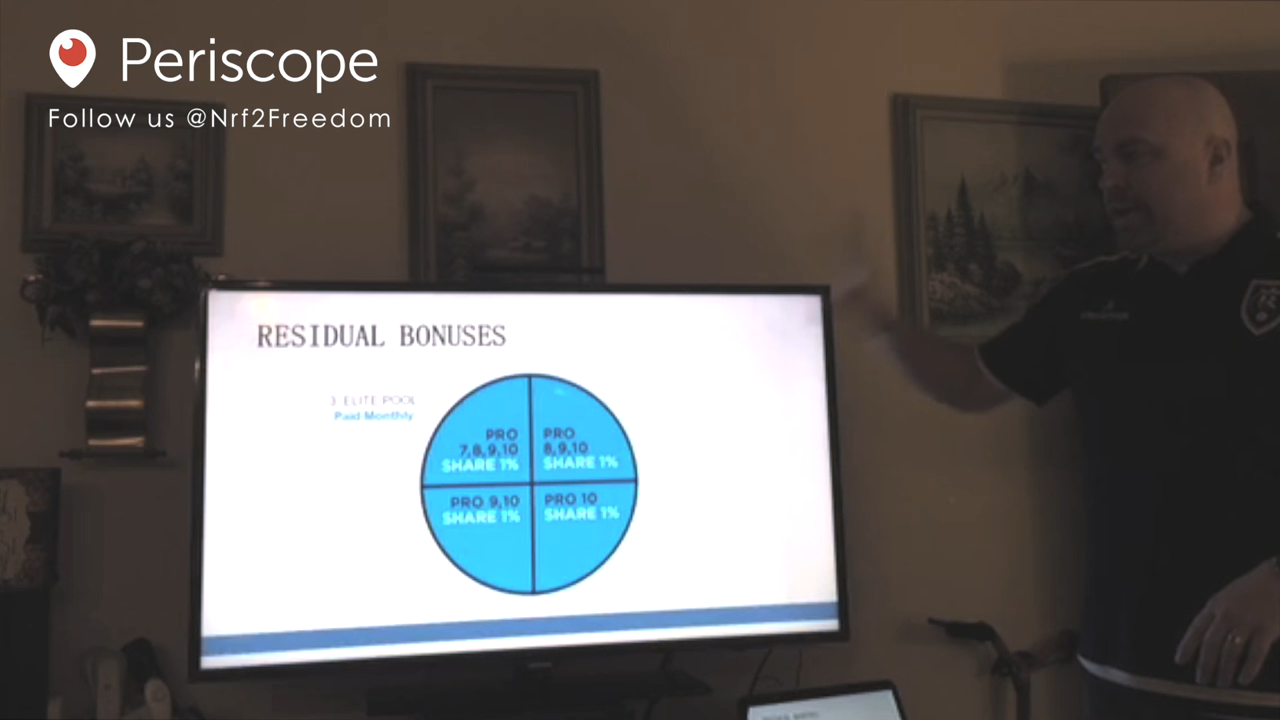 Periscope
Follow us @Nrf2Freedom
RESIDUAL BONUSES
3. ELITE POOL
Paid Monthly
PRO
7,8,9,10
SHARE 1%
PRO
8,9,10
SHARE 1%
PRO 9,10
SHARE 1%
PRO 10
SHARE 1%